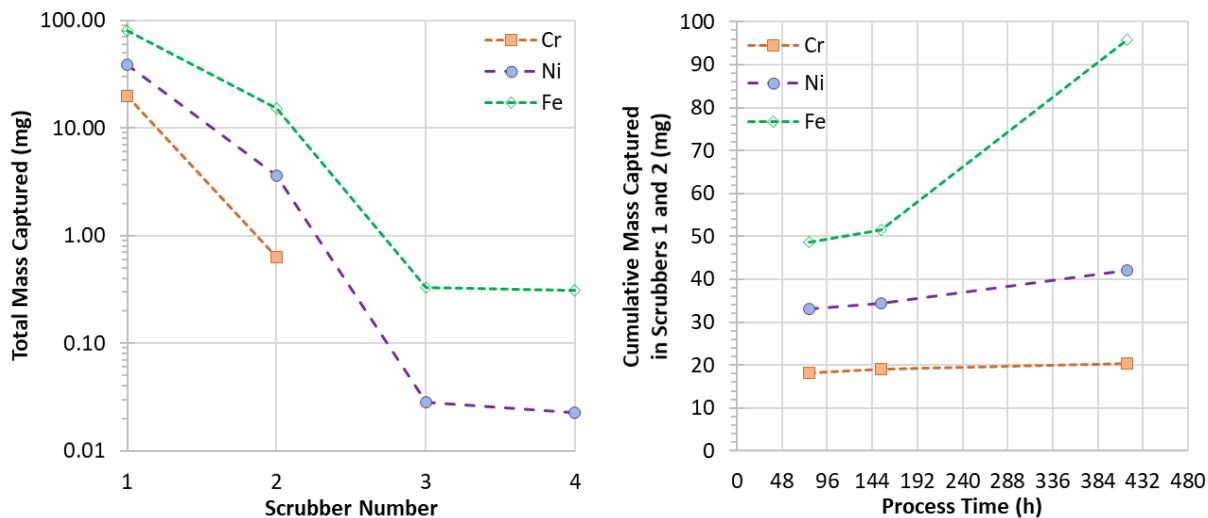 100.00
10.00
1.00
0.10
0.01
Total Mass Captured (mg)
Cr
Ni
Fe
1 2 3 4
Scrubber Number
100
90
80
70
60
50
40
30
20
10
0
Cumulative Mass Captured
in Scrubbers 1 and 2 (mg)
Cr
Ni
Fe
0 48 96 144 192 240 288 336 384 432 480
Process Time (h)